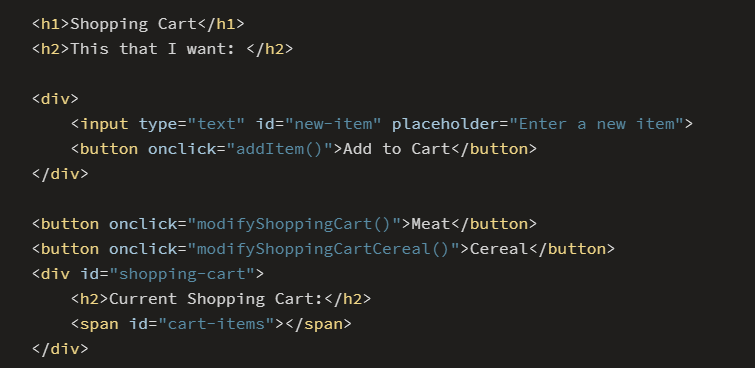 <h1>Shopping Cart</h1>
<h2>This that I want: </h2>
<div>
<input type="text" id="new-item" placeholder="Enter a new item">
<button onclick="addItem()">Add to Cart</button>
</div>
<button onclick="modifyShoppingCart()">Meat</button>
<button onclick="modifyShoppingCartCereal()">Cereal</button>
<div id="shopping-cart">
<h2>Current Shopping Cart:</h2>
<span id="cart-items"></span>
</div>